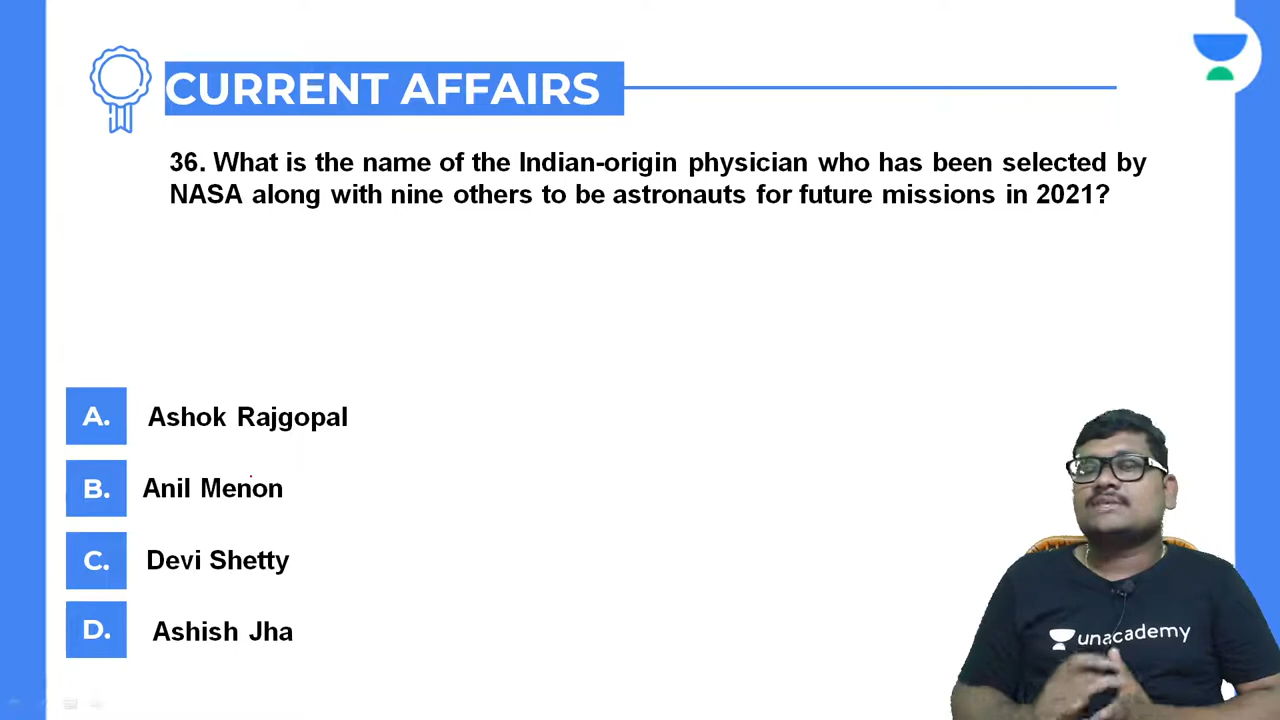 CURRENT AFFAIRS
36. What is the name of the Indian-origin physician who has been selected by
NASA along with nine others to be astronauts for future missions in 2021?
A. Ashok Rajgopal
B. Anil Menon
C. Devi Shetty
D. Ashish Jha
unacademy